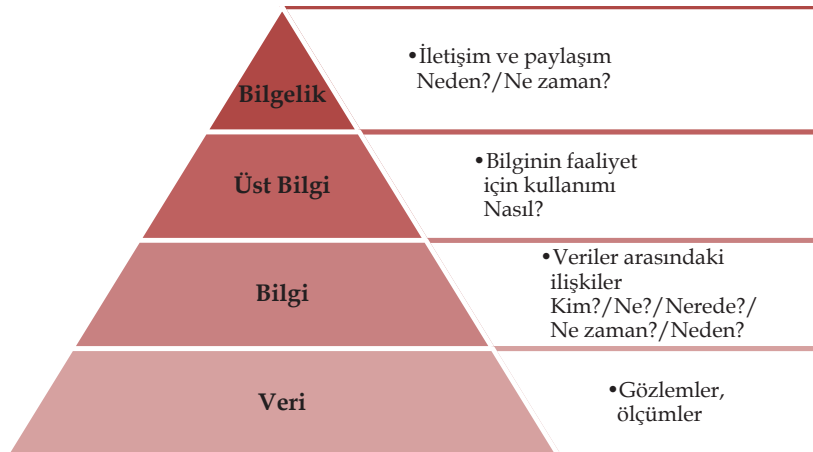 Bilgelik
•İletişim ve paylaşım
Neden?/Ne zaman?
Üst Bilgi
•Bilginin faaliyet
için kullanımı
Nasıl?
Bilgi
•Veriler arasındaki
ilişkiler
Kim?/Ne?/Nerede?/
Ne zaman?/Neden?
Veri
•Gözlemler,
ölçümler